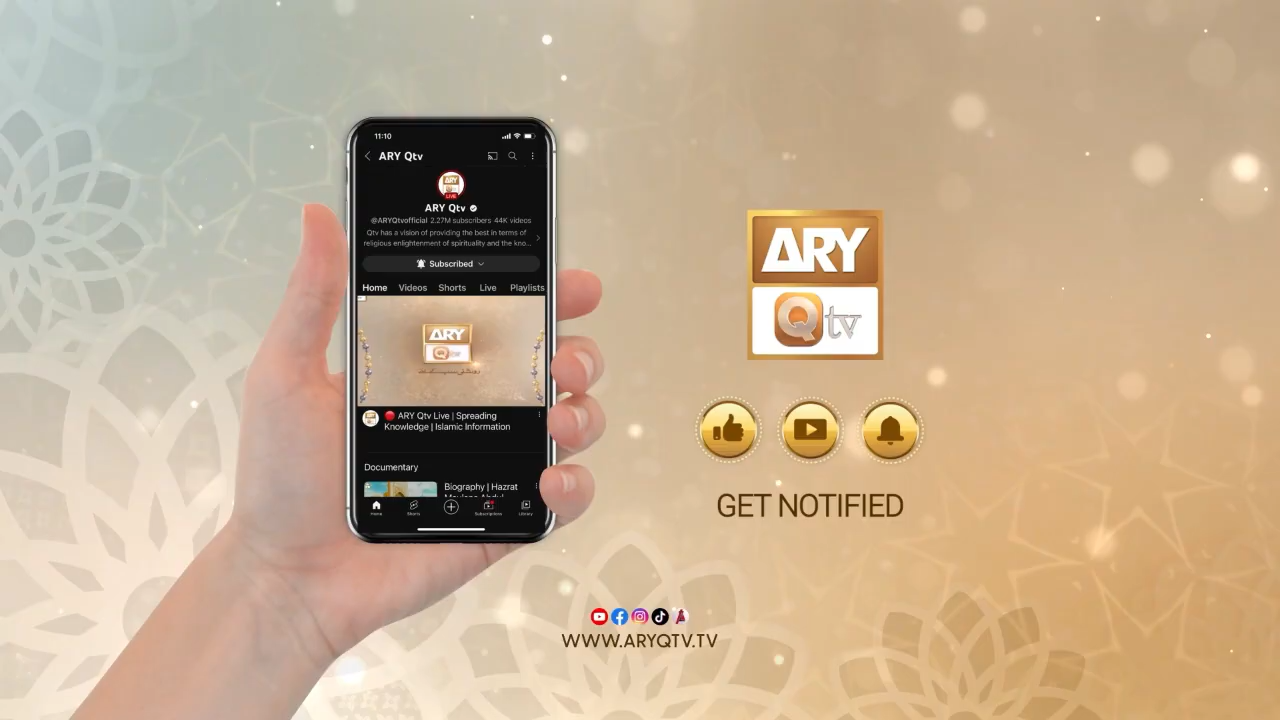 11:10
ARY Qtv
LIVE
ARY Qtv
@ARYQtvofficial 2.27M subscribers 44K videos
Qtv has a vision of providing the best in terms of
religious enlightenment of spirituality and the kno...
Subscribed
Home Videos Shorts Live Playlists
ARY
Qtv
ARY Qtv Live | Spreading
Knowledge | Islamic Information
Documentary
Biography | Hazrat
Home Shorts Subscriptions Library
ARY
Qtv
GET NOTIFIED
WWW.ARYQTV.TV